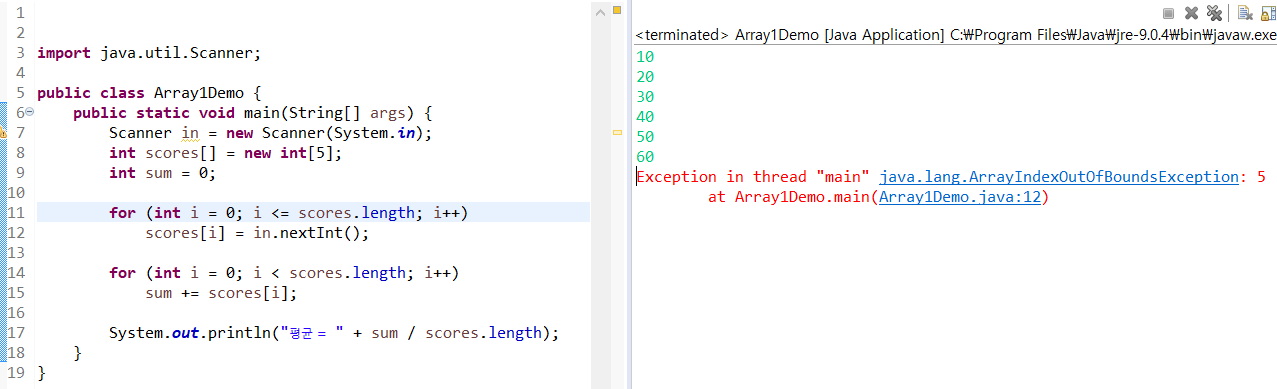 1
2
3 import java.util.Scanner;
4
5 public class Array1Demo {
6 public static void main(String[] args) {
7 Scanner in = new Scanner(System.in);
8 int scores[] = new int[5];
9 int sum = 0;
10
11 for (int i = 0; i <= scores.length; i++)
12 scores[i] = in.nextInt();
13
14 for (int i = 0; i < scores.length; i++)
15 sum += scores[i];
16
17 System.out.println("평균 = " + sum / scores.length);
18 }
19 }
<terminated> Array1Demo [Java Application] C:₩Program Files₩Java₩jre-9.0.4₩bin₩javaw.exe
10
20
30
40
50
60
Exception in thread "main" java.lang.ArrayIndexOutOfBoundsException: 5
at Array1Demo.main(Array1Demo.java:12)